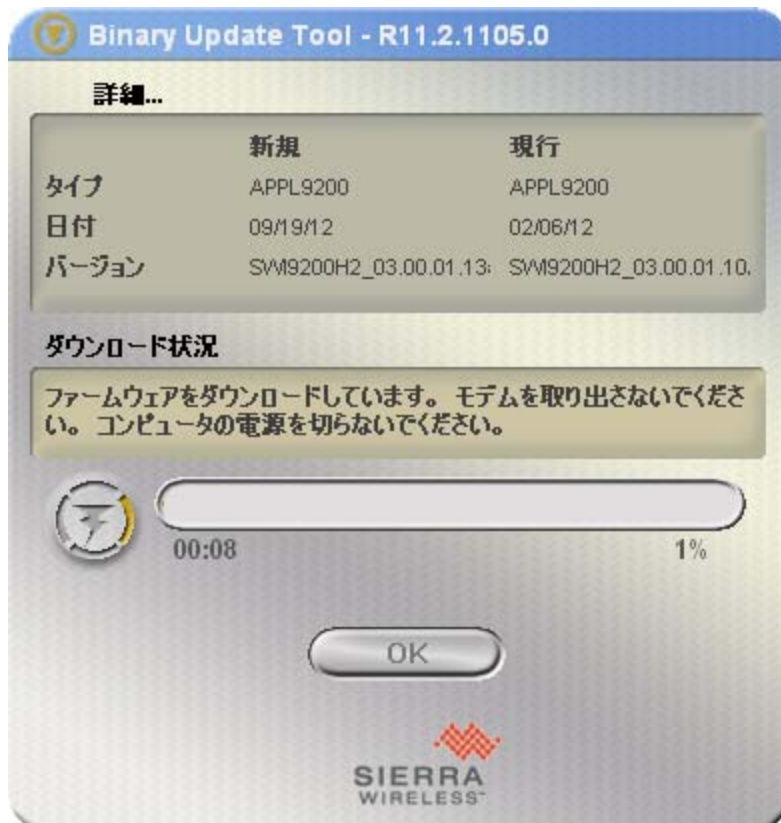 Binary Update Tool - R11.2.1105.0
詳細...
新規 現行
タイプ APPL9200 APPL9200
日付 09/19/12 02/06/12
バージョン SWI9200H2_03.00.01.13 SWI9200H2_03.00.01.10.
ダウンロード状況
ファームウェアをダウンロードしています。モデムを取り出さないでくださ
い。コンピュータの電源を切らないでください。
00:08 1%
OK
SIERRA
WIRELESS™